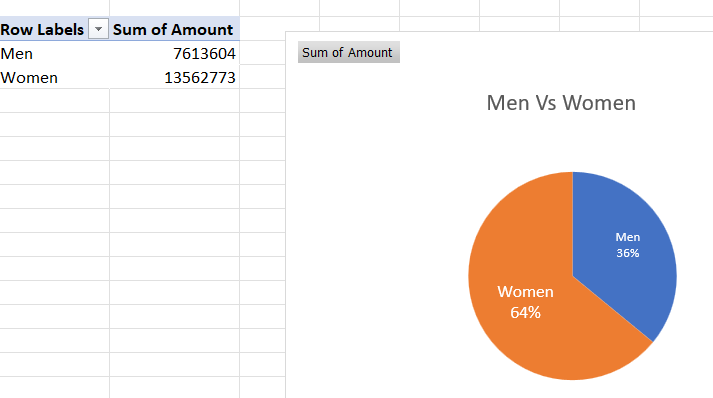 Row Labels Sum of Amount
Men 7613604
Women 13562773
Sum of Amount
Men Vs Women
Men
36%
Women
64%